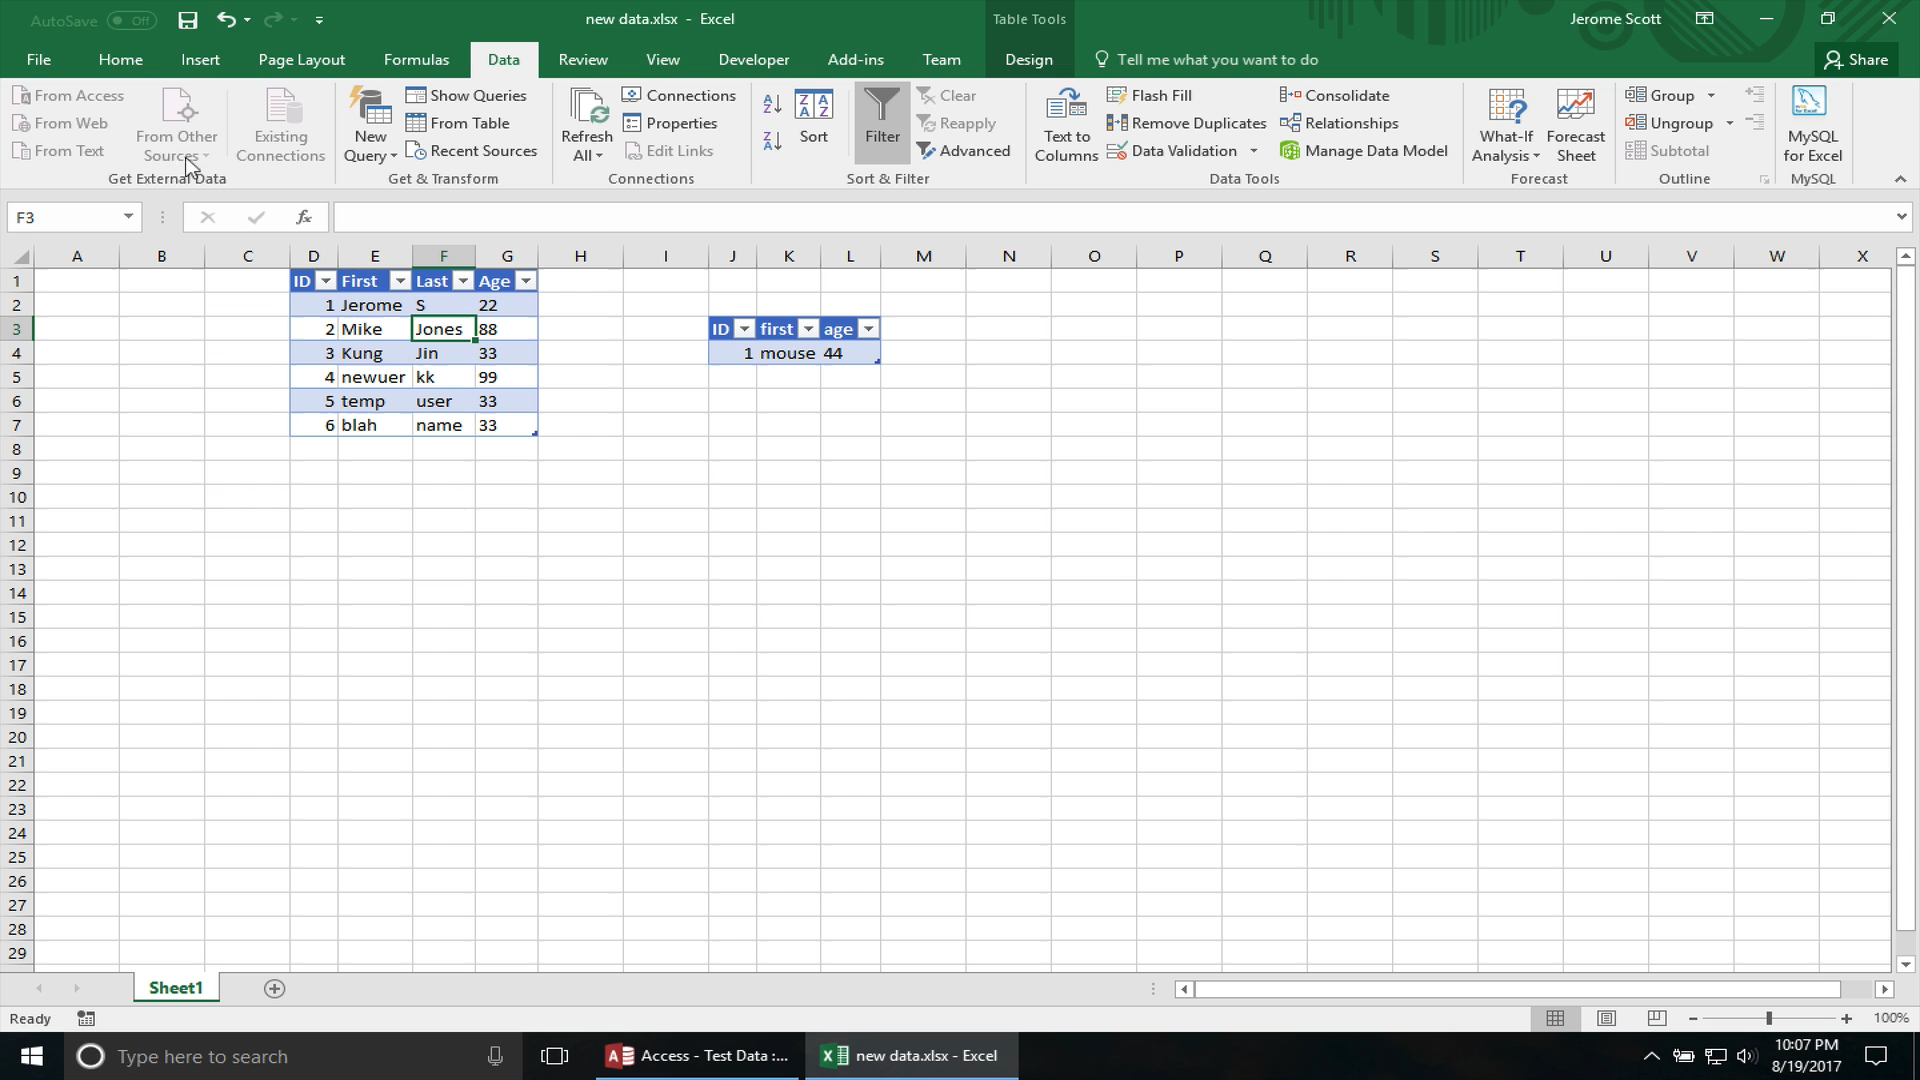 AutoSave Off
new data.xlsx - Excel
Table Tools
Jerome Scott
File Home Insert Page Layout Formulas Data Review View Developer Add-ins Team Design Tell me what you want to do Share
From Access
From Web
From Text
From Other Sources
Existing Connections
Get External Data
New Query
Show Queries
From Table
Recent Sources
Get & Transform
Refresh All
Connections
Properties
Edit Links
Connections
Sort
Filter
Clear
Reapply
Advanced
Sort & Filter
Text to Columns
Flash Fill
Remove Duplicates
Data Validation
Consolidate
Relationships
Manage Data Model
Data Tools
What-If Analysis
Forecast Sheet
Forecast
Group
Ungroup
Subtotal
Outline
MySQL for Excel
MySQL
F3 fx
A B C D E F G H I J K L M N O P Q R S T U V W X
1 ID First Last Age
2 1 Jerome S 22
3 2 Mike Jones 88 ID first age
4 3 Kung Jin 33 1 mouse 44
5 4 newuer kk 99
6 5 temp user 33
7 6 blah name 33
8
9
10
11
12
13
14
15
16
17
18
19
20
21
22
23
24
25
26
27
28
29
Sheet1
Ready 100%
Type here to search
Access - Test Data :...
new data.xlsx - Excel
10:07 PM
8/19/2017